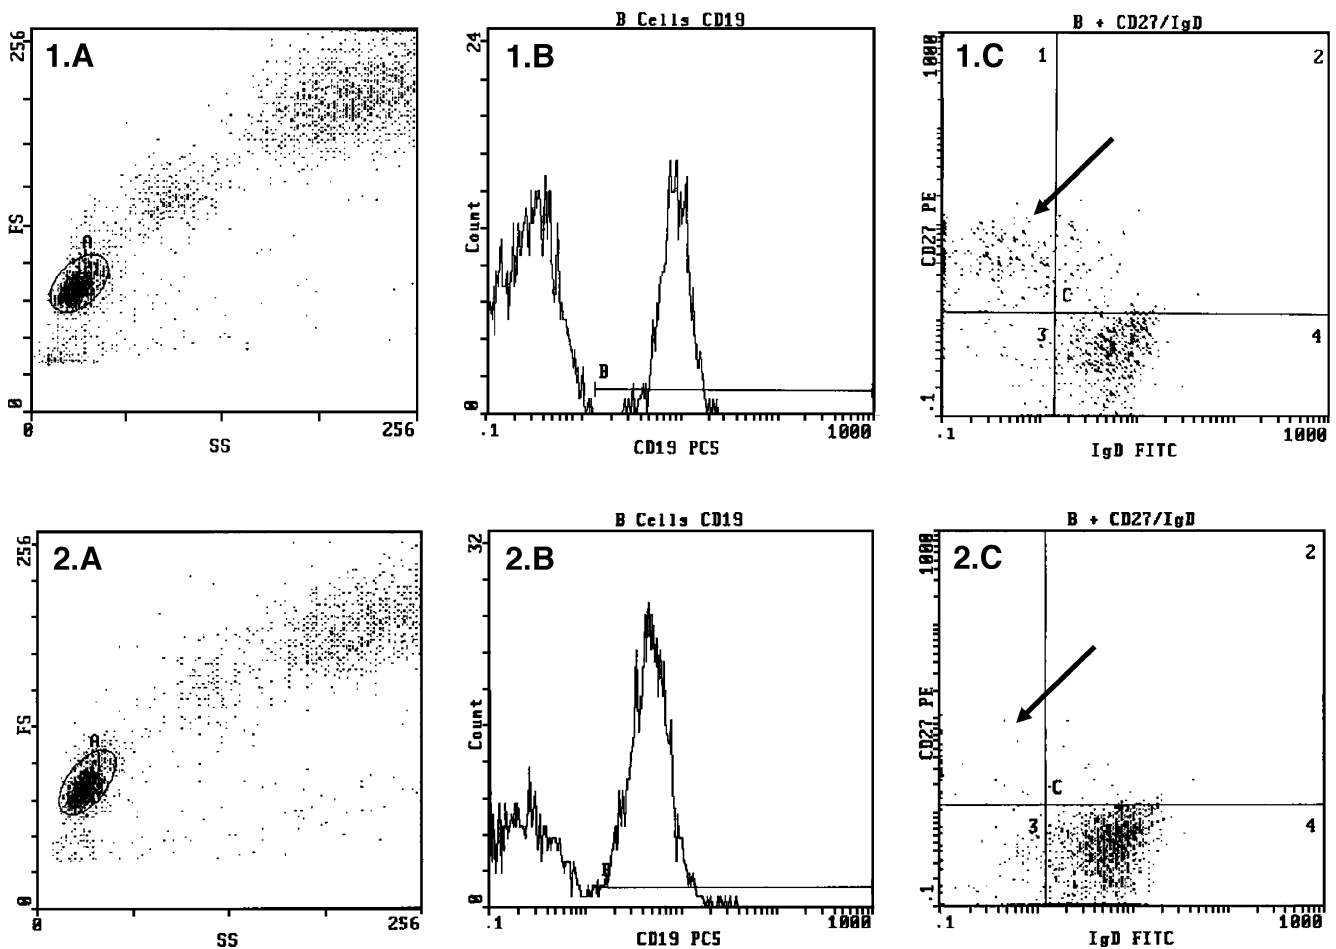 1.A
256
FS
A
0
0
256
SS
B Cells CD19
1.B
24
Count
B
0
.1
1000
CD19 PC5
B + CD27/IgD
1.C
1000
1
2
CD27 PE
C
3
4
.1
.1
1000
IgD FITC
2.A
256
FS
A
0
0
256
SS
B Cells CD19
2.B
32
Count
0
.1
1000
CD19 PC5
B + CD27/IgD
2.C
1000
2
CD27 PE
C
3
4
.1
.1
1000
IgD FITC